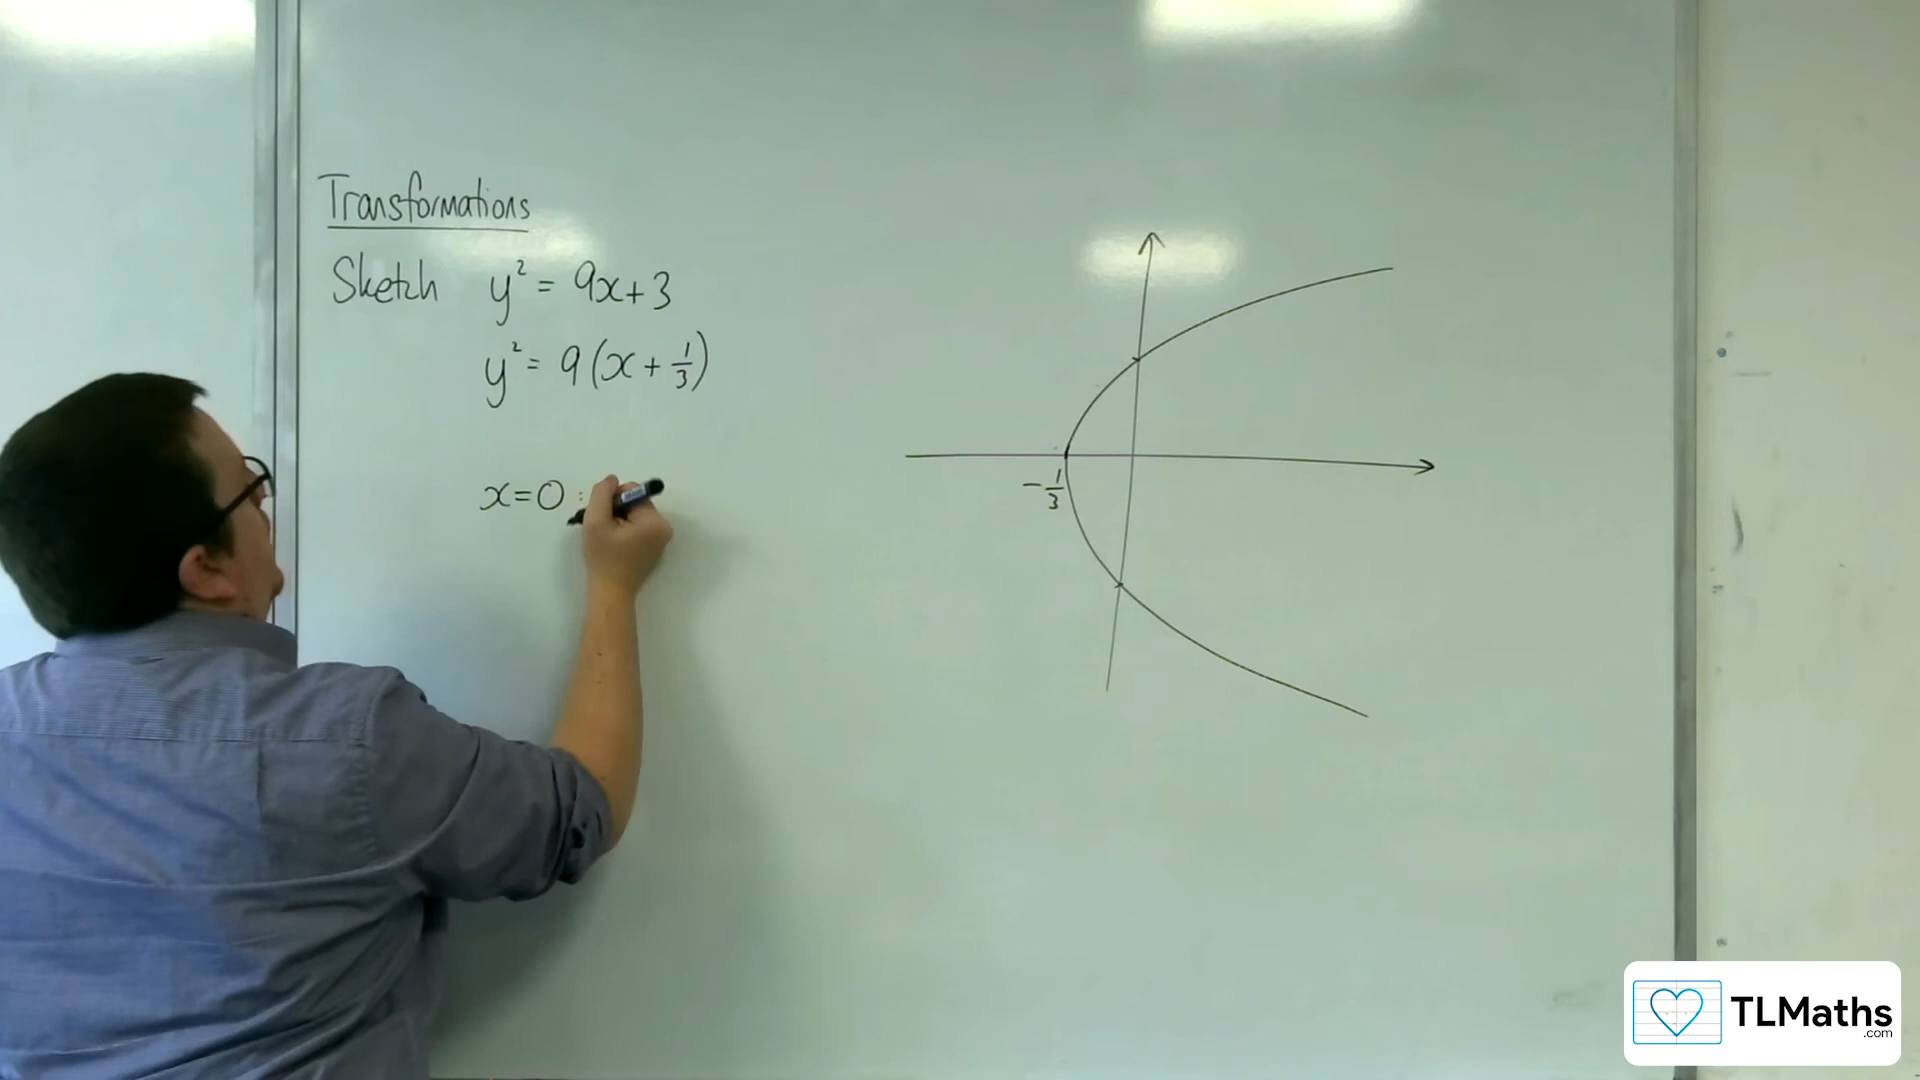 Transformations
Sketch y² = 9x+3
y² = 9(x + 1/3)
x=0 :
-1/3
TLMaths
.com